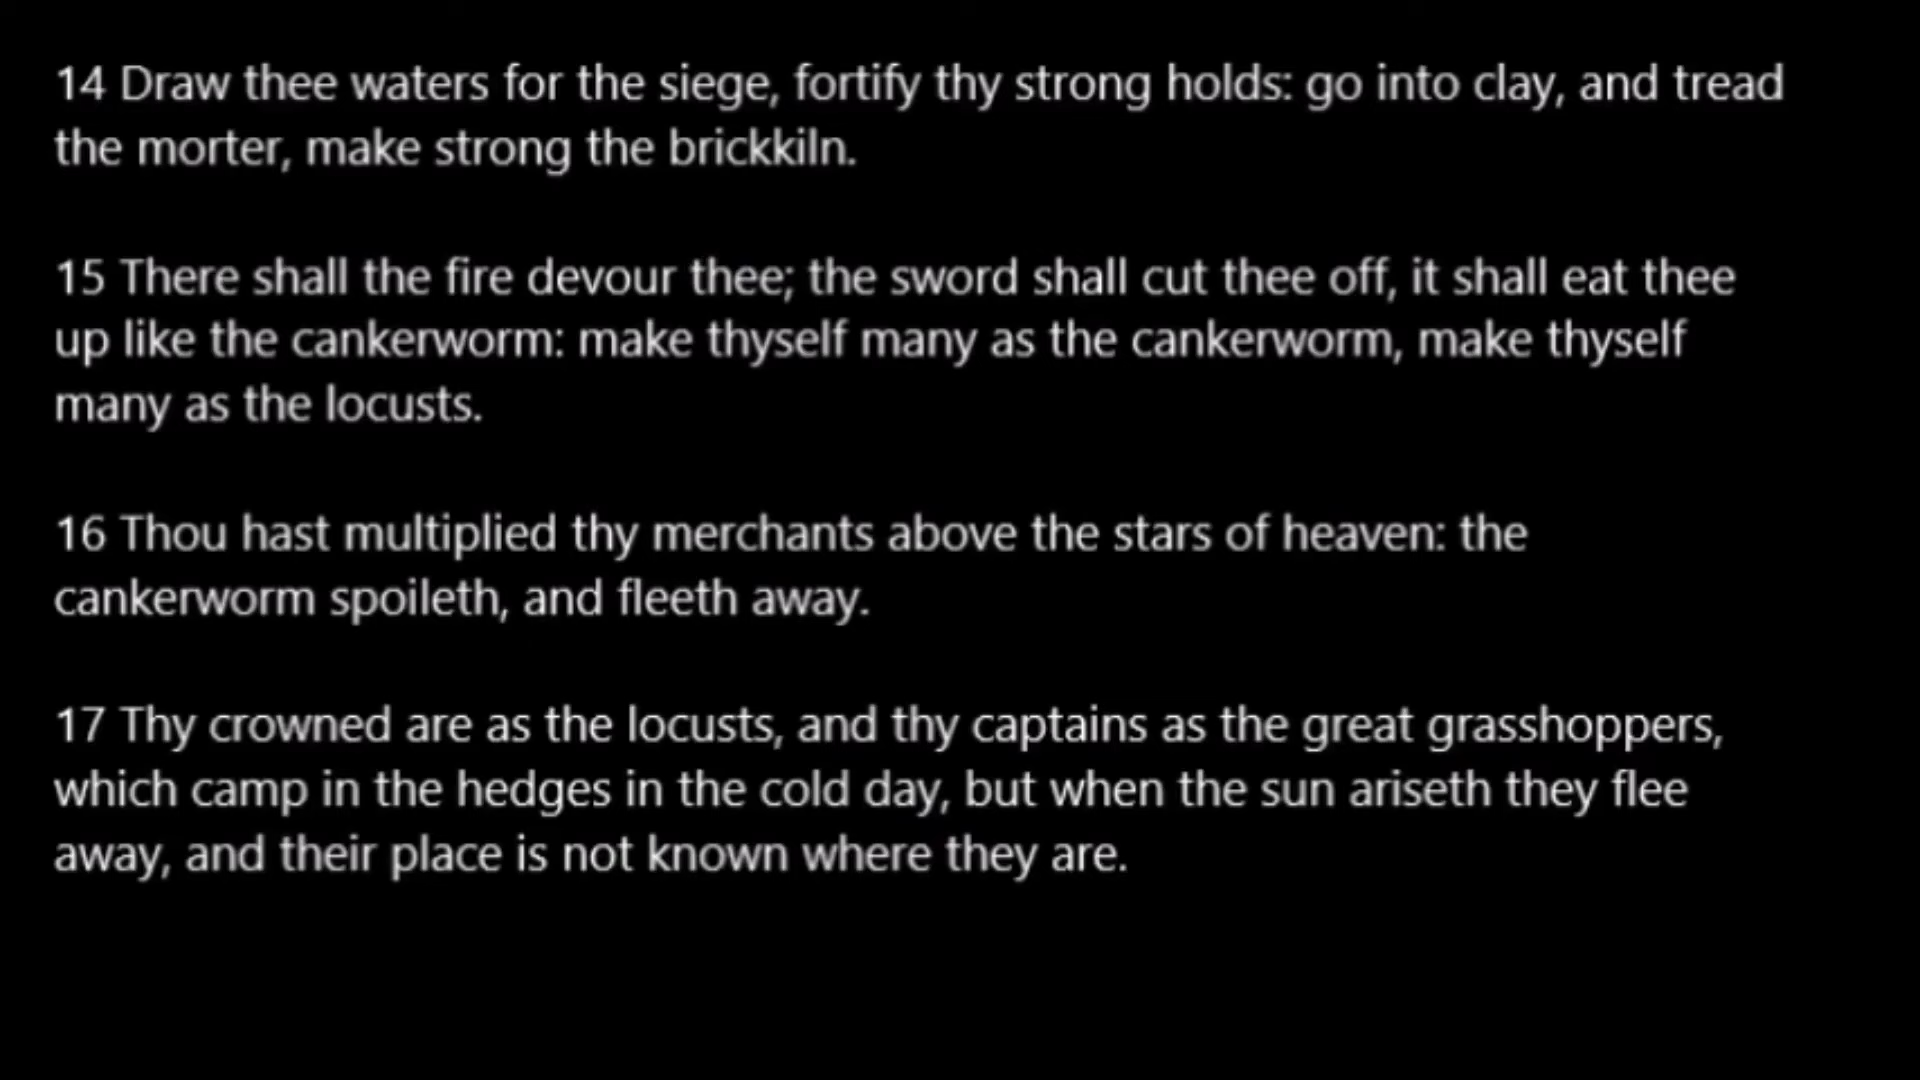 14 Draw thee waters for the siege, fortify thy strong holds: go into clay, and tread
the morter, make strong the brickkiln.
15 There shall the fire devour thee; the sword shall cut thee off, it shall eat thee
up like the cankerworm: make thyself many as the cankerworm, make thyself
many as the locusts.
16 Thou hast multiplied thy merchants above the stars of heaven: the
cankerworm spoileth, and fleeth away.
17 Thy crowned are as the locusts, and thy captains as the great grasshoppers,
which camp in the hedges in the cold day, but when the sun ariseth they flee
away, and their place is not known where they are.